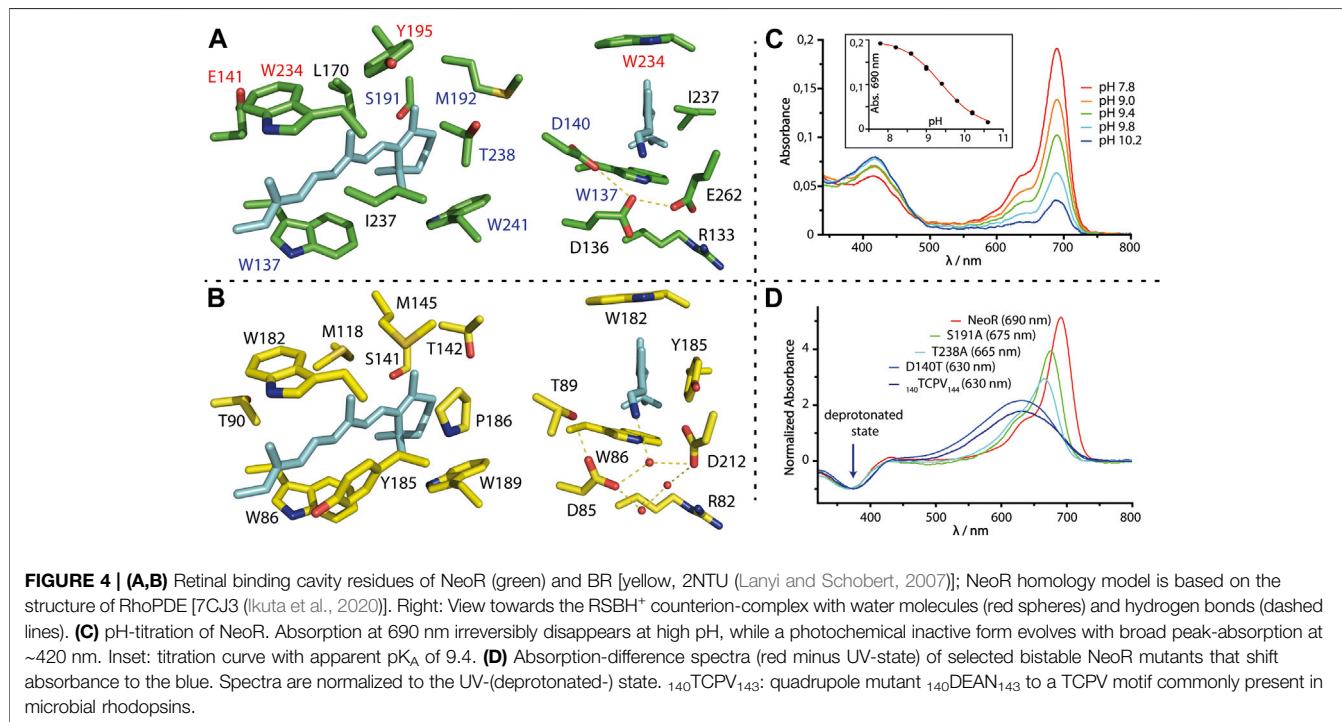 A
Y195
E141
W234
L170
S191
M192
T238
I237
W241
W137
W234
I237
D140
W137
E262
D136
R133
B
M145
W182
M118
S141
T142
T90
P186
Y185
W189
W86
W182
Y185
T89
W86
D212
D85
R82
C
0,2
0,15
0,1
0,05
0
Absorbance
400
500
600
700
800
λ / nm
0,2
0
Abs. 690 nm
8
9
10
11
pH
pH 7.8
pH 9.0
pH 9.4
pH 9.8
pH 10.2
D
4
2
0
Normalized Absorbance
400
500
600
700
800
λ / nm
NeoR (690 nm)
S191A (675 nm)
T238A (665 nm)
D140T (630 nm)
140TCPV144 (630 nm)
deprotonated
state
FIGURE 4 | (A,B) Retinal binding cavity residues of NeoR (green) and BR [yellow, 2NTU (Lanyi and Schobert, 2007)]; NeoR homology model is based on the
structure of RhoPDE [7CJ3 (Ikuta et al., 2020)]. Right: View towards the RSBH+ counterion-complex with water molecules (red spheres) and hydrogen bonds (dashed
lines). (C) pH-titration of NeoR. Absorption at 690 nm irreversibly disappears at high pH, while a photochemical inactive form evolves with broad peak-absorption at
~420 nm. Inset: titration curve with apparent pKA of 9.4. (D) Absorption-difference spectra (red minus UV-state) of selected bistable NeoR mutants that shift
absorbance to the blue. Spectra are normalized to the UV-(deprotonated-) state. 140TCPV143: quadrupole mutant 140DEAN143 to a TCPV motif commonly present in
microbial rhodopsins.